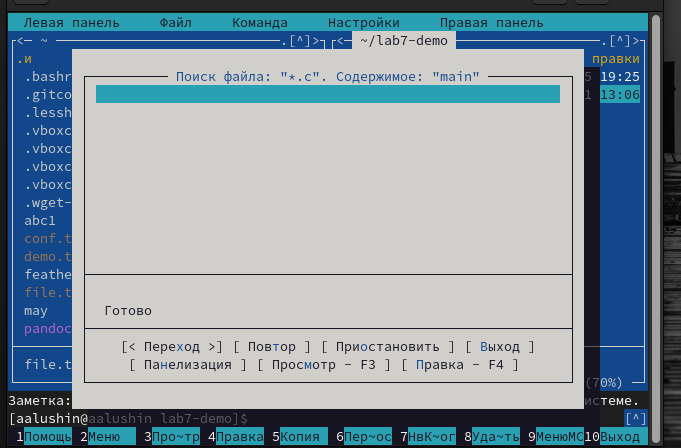 Левая панель Файл Команда Настройки Правая панель
<─ ~ .[^]> <─ ~/lab7-demo .[^]>
.и правки
.bashr 5 19:25
.gitco 1 13:06
.lessh
.vboxc
.vboxc
.vboxc
.vboxc
.wget-
abc1
conf.t
demo.t
feathe
file.t
may
pandoc
file.t
(70%)
Поиск файла: "*.c". Содержимое: "main"
Готово
[< Переход >] [ Повтор ] [ Приостановить ] [ Выход ]
[ Панелизация ] [ Просмотр - F3 ] [ Правка - F4 ]
Заметка: истеме.
[aalushin@aalushin lab7-demo]$ [^]
1Помощь 2Меню 3Про~тр 4Правка 5Копия 6Пер~ос 7НвК~ог 8Уда~ть 9МенюMC 10Выход